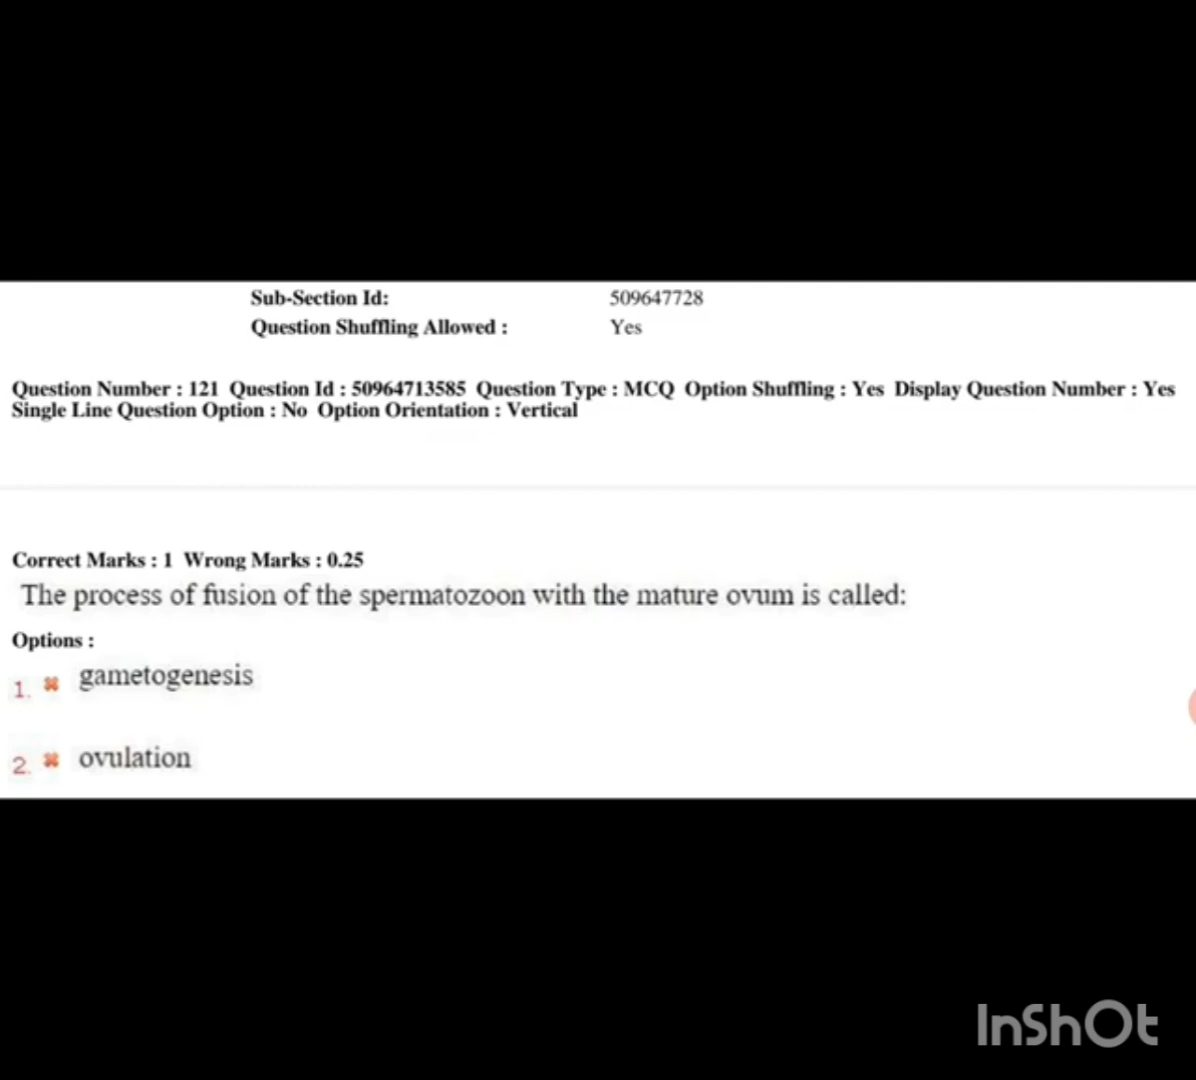 Sub-Section Id: 509647728
Question Shuffling Allowed : Yes
Question Number : 121 Question Id : 50964713585 Question Type : MCQ Option Shuffling : Yes Display Question Number : Yes
Single Line Question Option : No Option Orientation : Vertical
Correct Marks : 1 Wrong Marks : 0.25
The process of fusion of the spermatozoon with the mature ovum is called:
Options :
1. ✖ gametogenesis
2. ✖ ovulation
InShOt